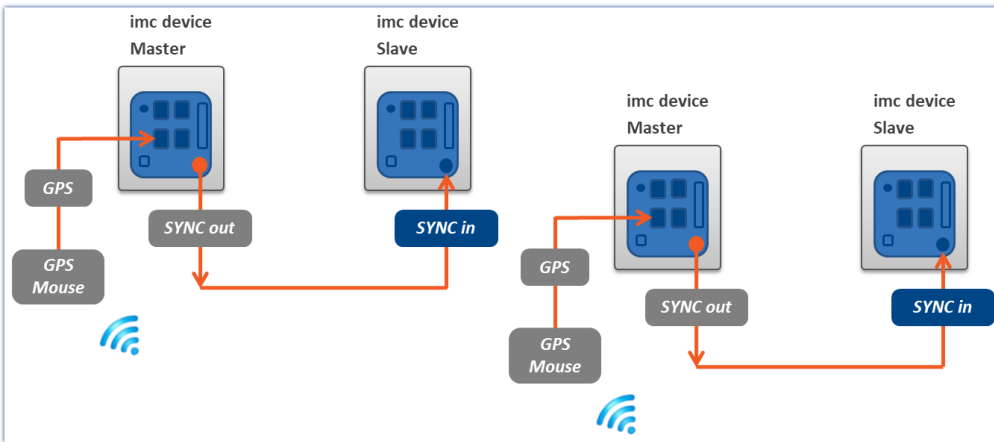 imc device
Master
imc device
Slave
GPS
SYNC out
SYNC in
GPS
Mouse
imc device
Master
imc device
Slave
GPS
SYNC out
SYNC in
GPS
Mouse